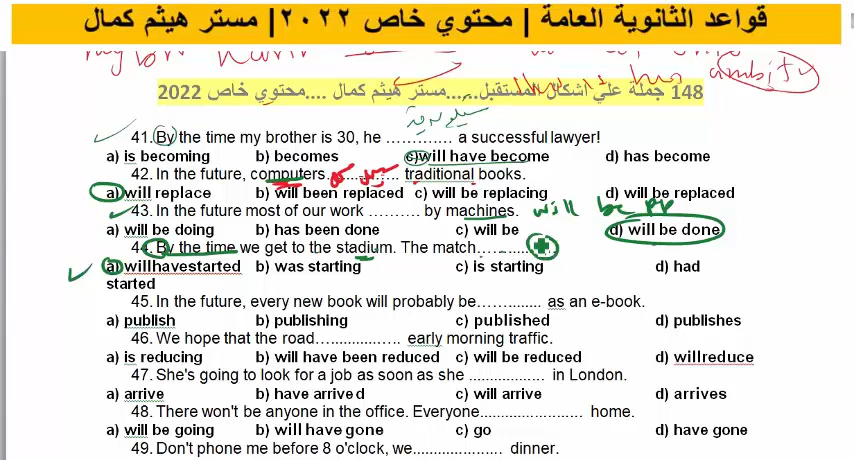 قواعد الثانوية العامة | محتوي خاص ٢٠٢٢| مستر هيثم كمال
ambity
148 جملة علي اشكال المستقبل......مستر هيثم كمال ....محتوي خاص 2022
41. By the time my brother is 30, he .............. a successful lawyer!
a) is becoming b) becomes c) will have become d) has become
42. In the future, computers................. traditional books.
a) will replace b) will been replaced c) will be replacing d) will be replaced
43. In the future most of our work .......... by machines. will be pp
a) will be doing b) has been done c) will be d) will be done
44. By the time we get to the stadium. The match..................
a) willhavestarted b) was starting c) is starting d) had
started
45. In the future, every new book will probably be.............. as an e-book.
a) publish b) publishing c) published d) publishes
46. We hope that the road................... early morning traffic.
a) is reducing b) will have been reduced c) will be reduced d) willreduce
47. She's going to look for a job as soon as she .................. in London.
a) arrive b) have arrived c) will arrive d) arrives
48. There won't be anyone in the office. Everyone........................ home.
a) will be going b) will have gone c) go d) have gone
49. Don't phone me before 8 o'clock, we..................... dinner.